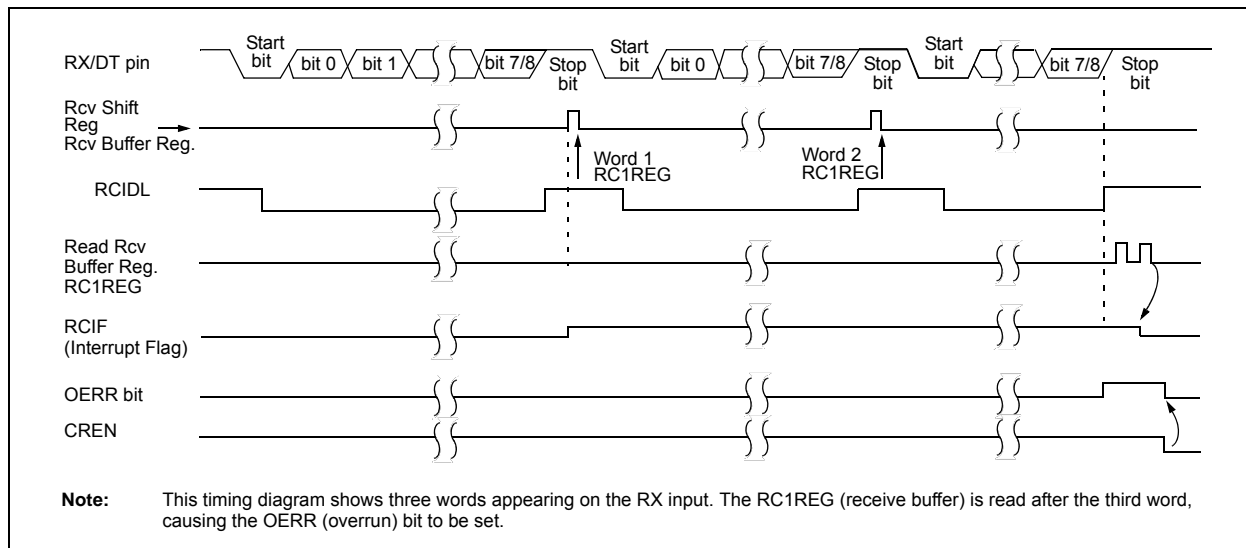 RX/DT pin
Start
bit
bit 0
bit 1
bit 7/8
Stop
bit
Start
bit
bit 0
bit 7/8
Stop
bit
Start
bit
bit 7/8
Stop
bit
Rcv Shift
Reg
Rcv Buffer Reg.
Word 1
RC1REG
Word 2
RC1REG
RCIDL
Read Rcv
Buffer Reg.
RC1REG
RCIF
(Interrupt Flag)
OERR bit
CREN
Note: This timing diagram shows three words appearing on the RX input. The RC1REG (receive buffer) is read after the third word,
causing the OERR (overrun) bit to be set.